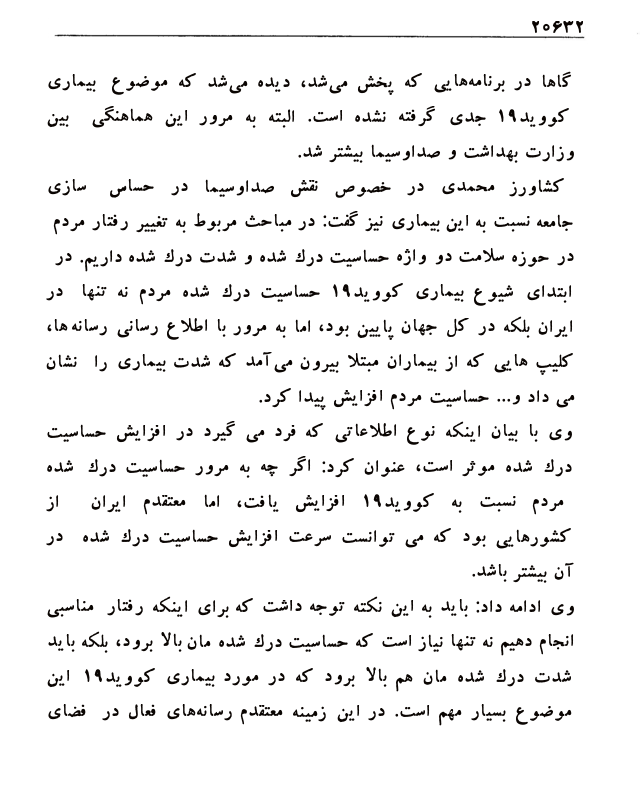 ۲۰۶۳۲
گاها در برنامه‌هایی که پخش می‌شد، دیده می‌شد که موضوع بیماری
کووید۱۹ جدی گرفته نشده است. البته به مرور این هماهنگی بین
وزارت بهداشت و صداوسیما بیشتر شد.
کشاورز محمدی در خصوص نقش صداوسیما در حساس سازی
جامعه نسبت به این بیماری نیز گفت: در مباحث مربوط به تغییر رفتار مردم
در حوزه سلامت دو واژه حساسیت درك شده و شدت درك شده داریم. در
ابتدای شیوع بیماری کووید۱۹ حساسیت درك شده مردم نه تنها در
ایران بلکه در کل جهان پایین بود، اما به مرور با اطلاع رسانی رسانه‌ها،
کلیپ هایی که از بیماران مبتلا بیرون می‌آمد که شدت بیماری را نشان
می داد و... حساسیت مردم افزایش پیدا کرد.
وی با بیان اینکه نوع اطلاعاتی که فرد می گیرد در افزایش حساسیت
درك شده موثر است، عنوان کرد: اگر چه به مرور حساسیت درك شده
مردم نسبت به کووید۱۹ افزایش یافت، اما معتقدم ایران از
کشورهایی بود که می توانست سرعت افزایش حساسیت درك شده در
آن بیشتر باشد.
وی ادامه داد: باید به این نکته توجه داشت که برای اینکه رفتار مناسبی
انجام دهیم نه تنها نیاز است که حساسیت درك شده مان بالا برود، بلکه باید
شدت درك شده مان هم بالا برود که در مورد بیماری کووید۱۹ این
موضوع بسیار مهم است. در این زمینه معتقدم رسانه‌های فعال در فضای